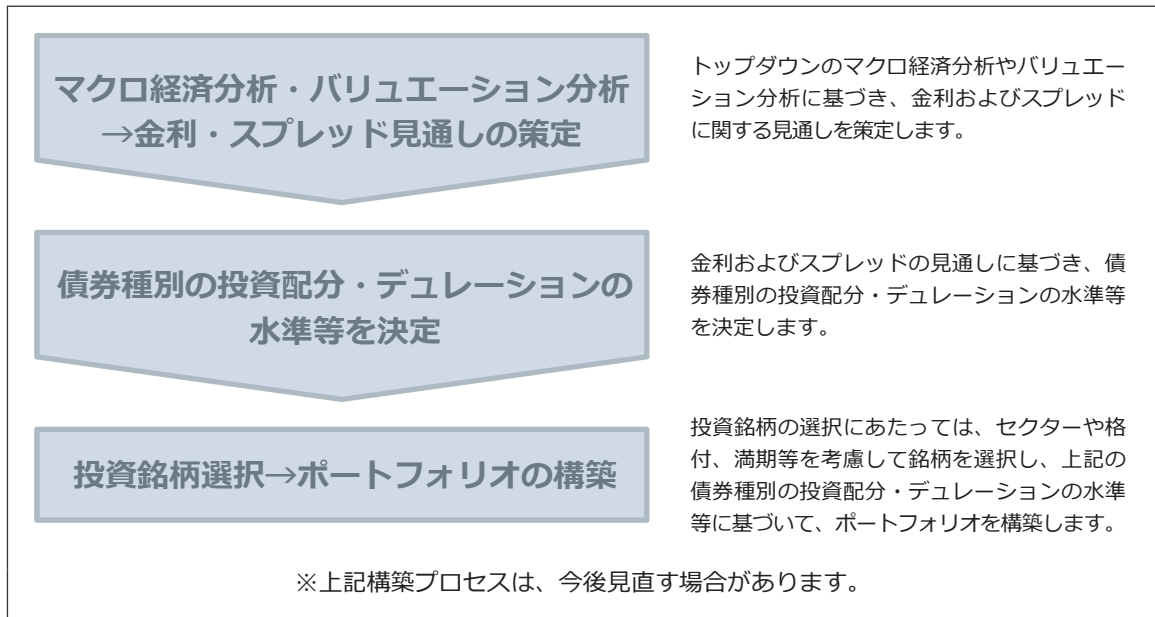 マクロ経済分析・バリュエーション分析
→金利・スプレッド見通しの策定
トップダウンのマクロ経済分析やバリュエー
ション分析に基づき、金利およびスプレッド
に関する見通しを策定します。
債券種別の投資配分・デュレーションの
水準等を決定
金利およびスプレッドの見通しに基づき、債
券種別の投資配分・デュレーションの水準等
を決定します。
投資銘柄選択→ポートフォリオの構築
投資銘柄の選択にあたっては、セクターや格
付、満期等を考慮して銘柄を選択し、上記の
債券種別の投資配分・デュレーションの水準
等に基づいて、ポートフォリオを構築します。
※上記構築プロセスは、今後見直す場合があります。